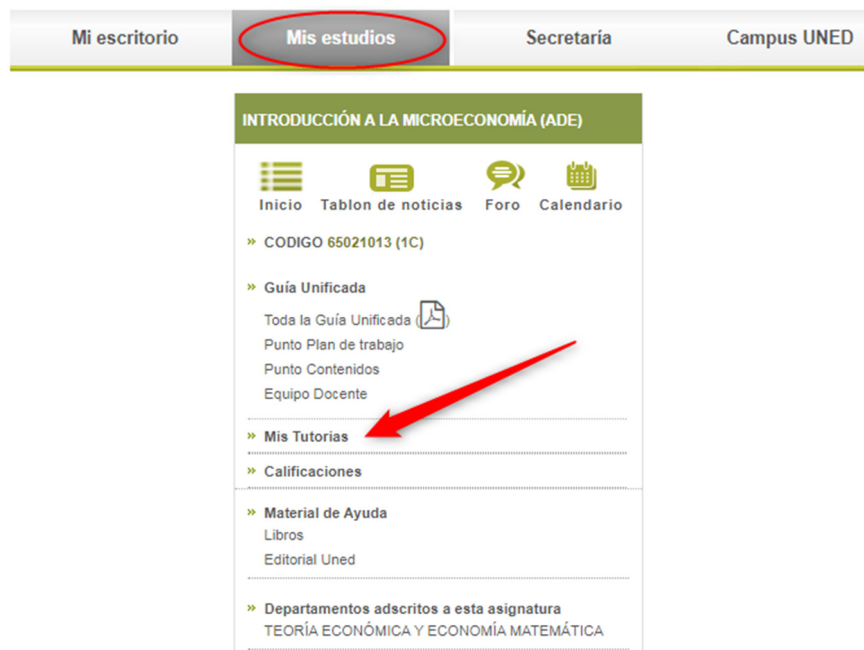 Mi escritorio Mis estudios Secretaría Campus UNED
INTRODUCCIÓN A LA MICROECONOMÍA (ADE)
Inicio Tablon de noticias Foro Calendario
» CODIGO 65021013 (1C)
» Guía Unificada
Toda la Guía Unificada ()
Punto Plan de trabajo
Punto Contenidos
Equipo Docente
» Mis Tutorias
» Calificaciones
» Material de Ayuda
Libros
Editorial Uned
» Departamentos adscritos a esta asignatura
TEORÍA ECONÓMICA Y ECONOMÍA MATEMÁTICA